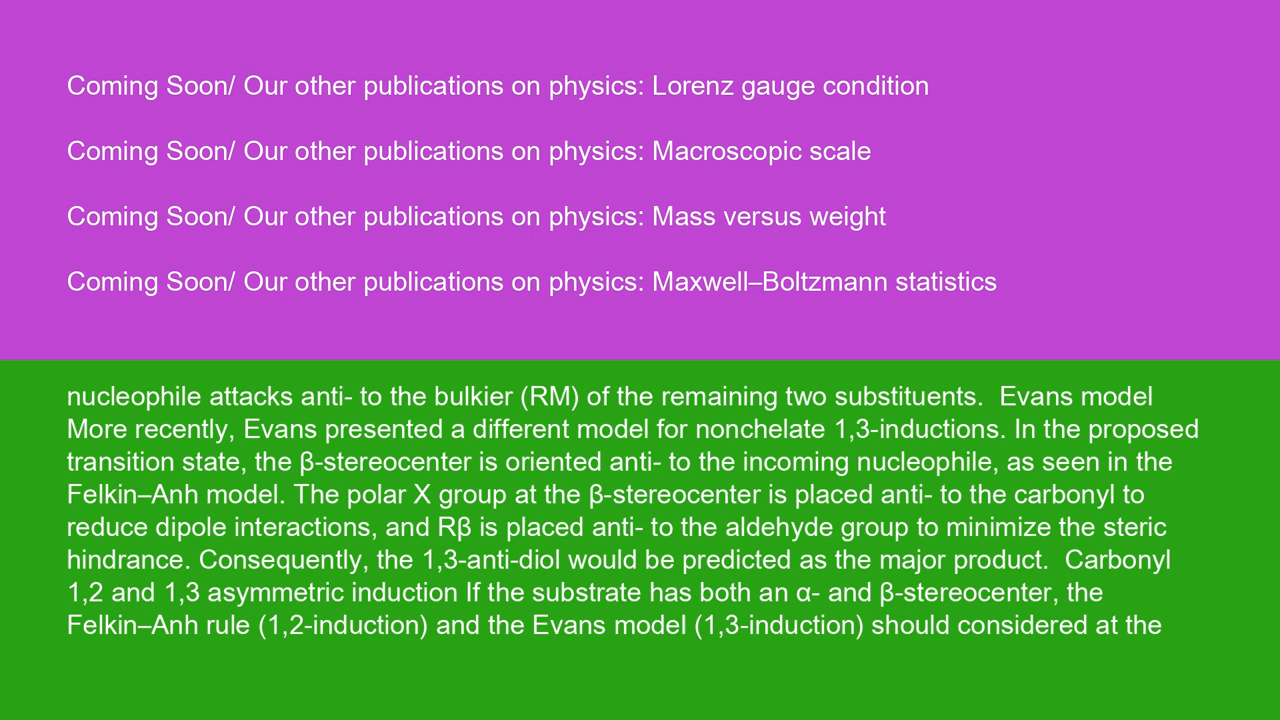 Coming Soon/ Our other publications on physics: Lorenz gauge condition
Coming Soon/ Our other publications on physics: Macroscopic scale
Coming Soon/ Our other publications on physics: Mass versus weight
Coming Soon/ Our other publications on physics: Maxwell–Boltzmann statistics
nucleophile attacks anti- to the bulkier (RM) of the remaining two substituents.  Evans model
More recently, Evans presented a different model for nonchelate 1,3-inductions. In the proposed
transition state, the β-stereocenter is oriented anti- to the incoming nucleophile, as seen in the
Felkin–Anh model. The polar X group at the β-stereocenter is placed anti- to the carbonyl to
reduce dipole interactions, and Rβ is placed anti- to the aldehyde group to minimize the steric
hindrance. Consequently, the 1,3-anti-diol would be predicted as the major product.  Carbonyl
1,2 and 1,3 asymmetric induction If the substrate has both an α- and β-stereocenter, the
Felkin–Anh rule (1,2-induction) and the Evans model (1,3-induction) should considered at the